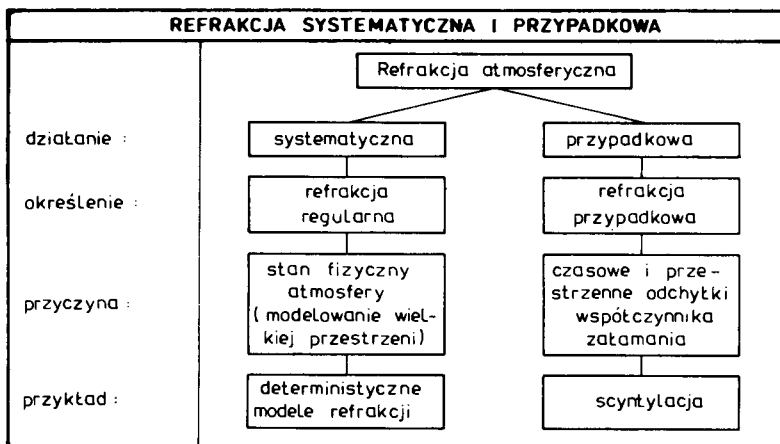 REFRAKCJA SYSTEMATYCZNA I PRZYPADKOWA
Refrakcja atmosferyczna
działanie :
systematyczna
przypadkowa
określenie :
refrakcja
regularna
refrakcja
przypadkowa
przyczyna :
stan fizyczny
atmosfery
( modelowanie wiel-
kiej przestrzeni)
czasowe i prze-
strzenne odchyłki
współczynnika
załamania
przykład :
deterministyczne
modele refrakcji
scyntylacja